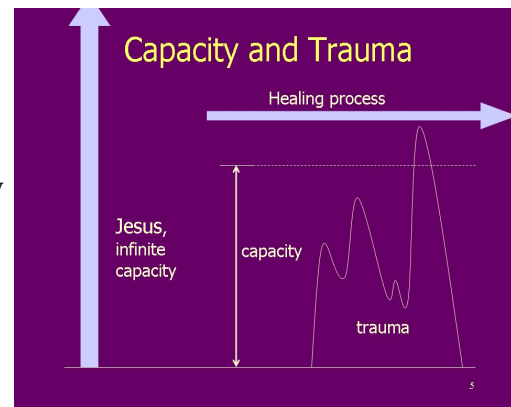 Capacity and Trauma
Healing process
Jesus,
infinite
capacity
capacity
trauma
5